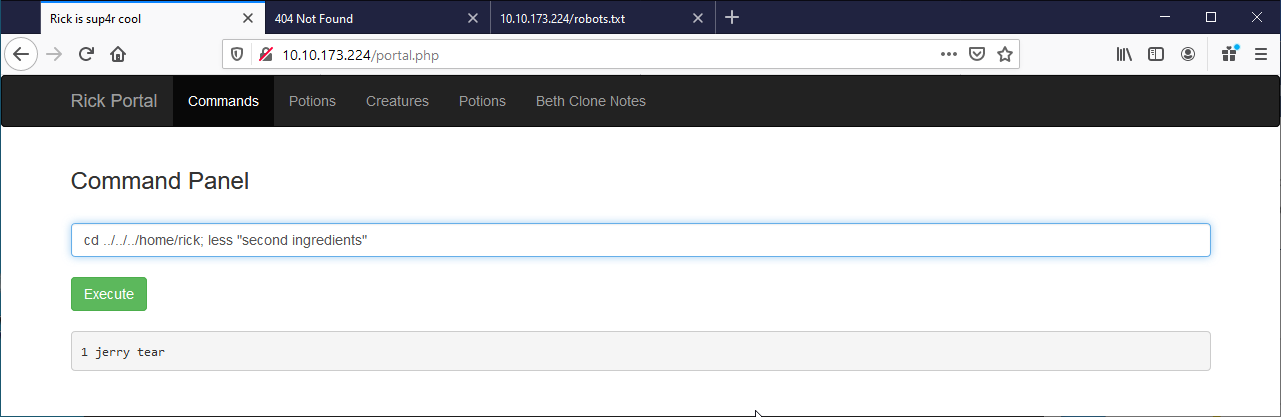 Rick is sup4r cool 404 Not Found 10.10.173.224/robots.txt
10.10.173.224/portal.php
Rick Portal Commands Potions Creatures Potions Beth Clone Notes
Command Panel
cd ../../../home/rick; less "second ingredients"
Execute
1 jerry tear